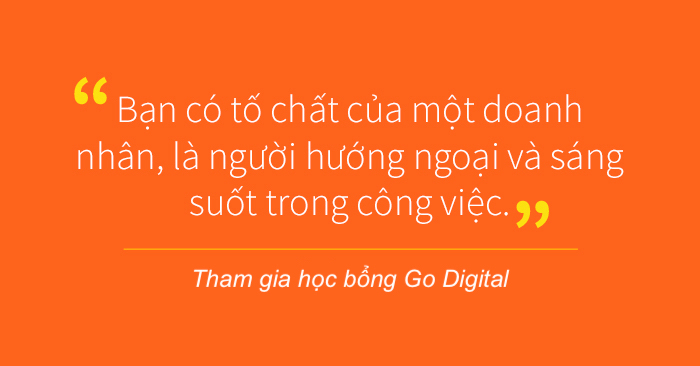 “Bạn có tố chất của một doanh
nhân, là người hướng ngoại và sáng
suốt trong công việc.”
Tham gia học bổng Go Digital